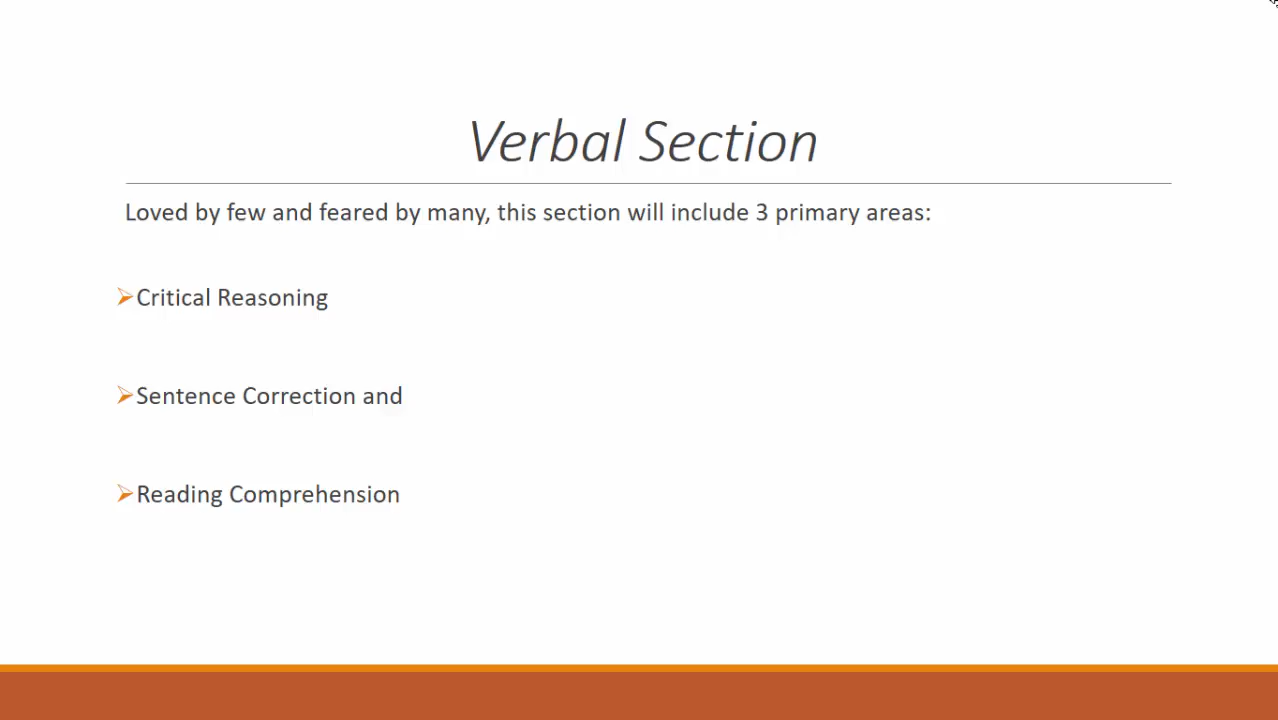 Verbal Section
Loved by few and feared by many, this section will include 3 primary areas:
Critical Reasoning
Sentence Correction and
Reading Comprehension